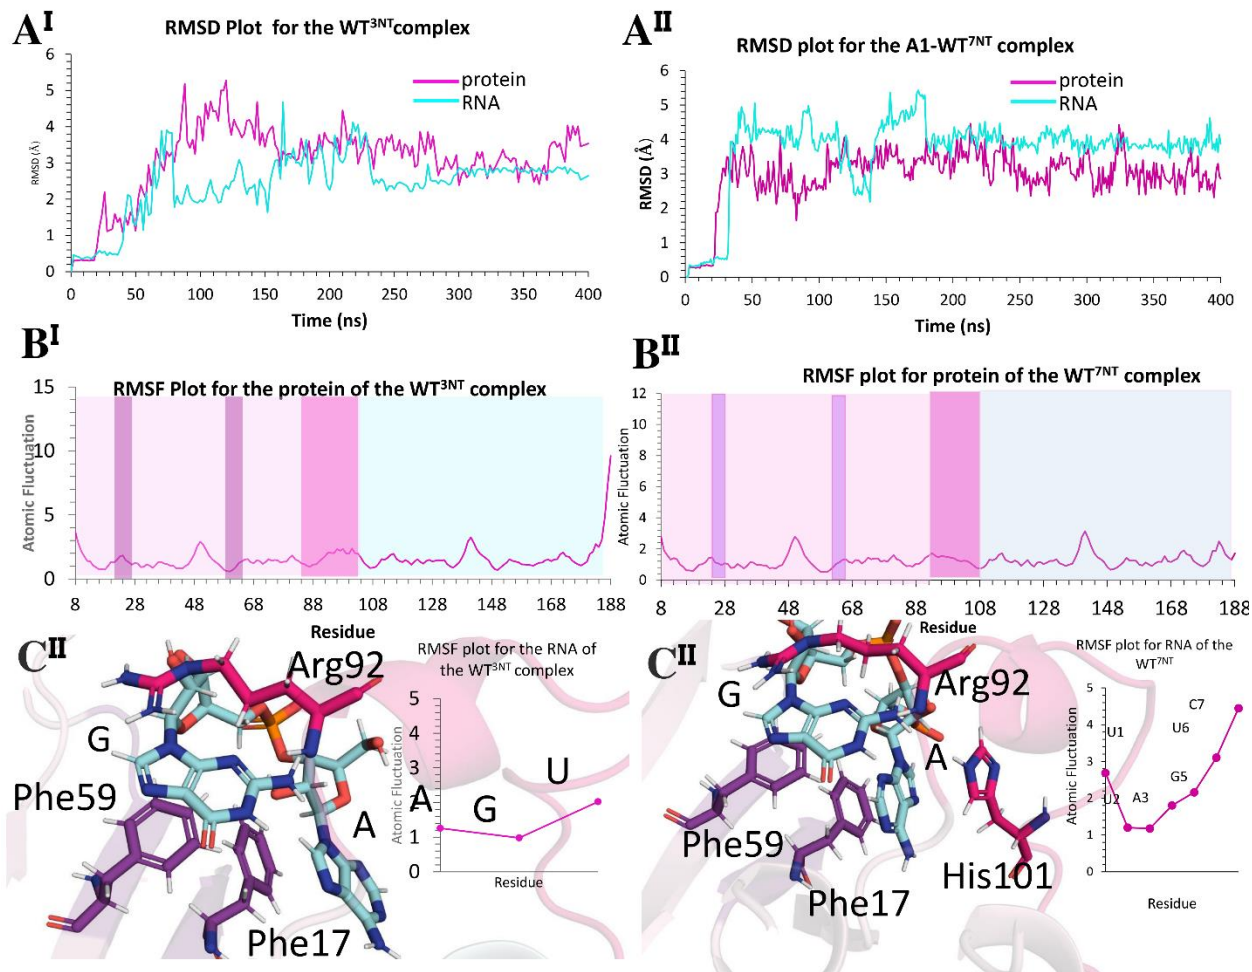 A^I
RMSD Plot for the WT^3NT complex
protein
RNA
RMSD (Å)
6
5
4
3
2
1
0
0 50 100 150 200 250 300 350 400
Time (ns)
A^II
RMSD plot for the A1-WT^7NT complex
protein
RNA
RMSD (Å)
6
5
4
3
2
1
0
0 50 100 150 200 250 300 350 400
Time (ns)
B^I
RMSF Plot for the protein of the WT^3NT complex
Atomic Fluctuation
15
10
5
0
8 28 48 68 88 108 128 148 168 188
Residue
B^II
RMSF plot for protein of the WT^7NT complex
Atomic Fluctuation
12
10
8
6
4
2
0
8 28 48 68 88 108 128 148 168 188
Residue
C^II
Arg92
G
Phe59
A
Phe17
RMSF plot for the RNA of
the WT^3NT complex
Atomic Fluctuation
5
4
3
2
1
0
A
G
U
Residue
C^II
G
Arg92
A
Phe59
Phe17
His101
RMSF plot for RNA of the
WT^7NT
Atomic Fluctuation
5
4
3
2
1
0
U1
U2
A3
G5
U6
C7
Residue